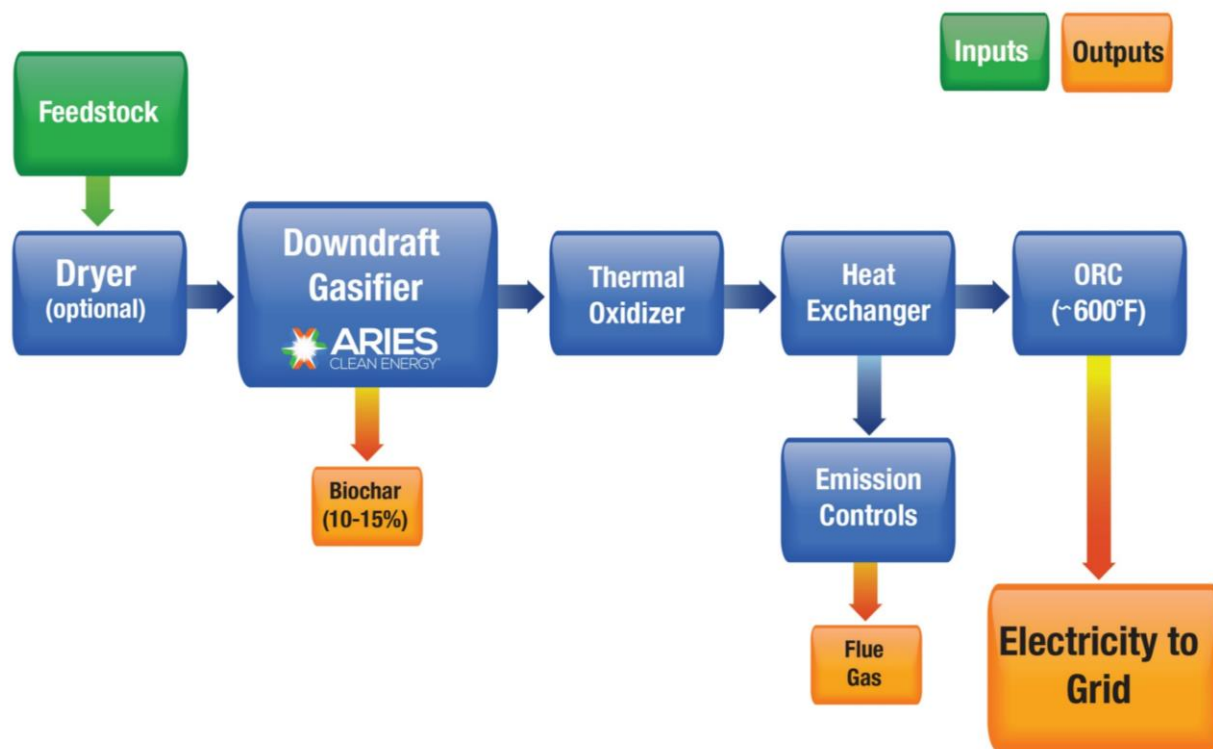 Inputs
Outputs
Feedstock
Dryer
(optional)
Downdraft
Gasifier
ARIES
CLEAN ENERGY™
Thermal
Oxidizer
Heat
Exchanger
ORC
(~600°F)
Biochar
(10-15%)
Emission
Controls
Flue
Gas
Electricity to
Grid